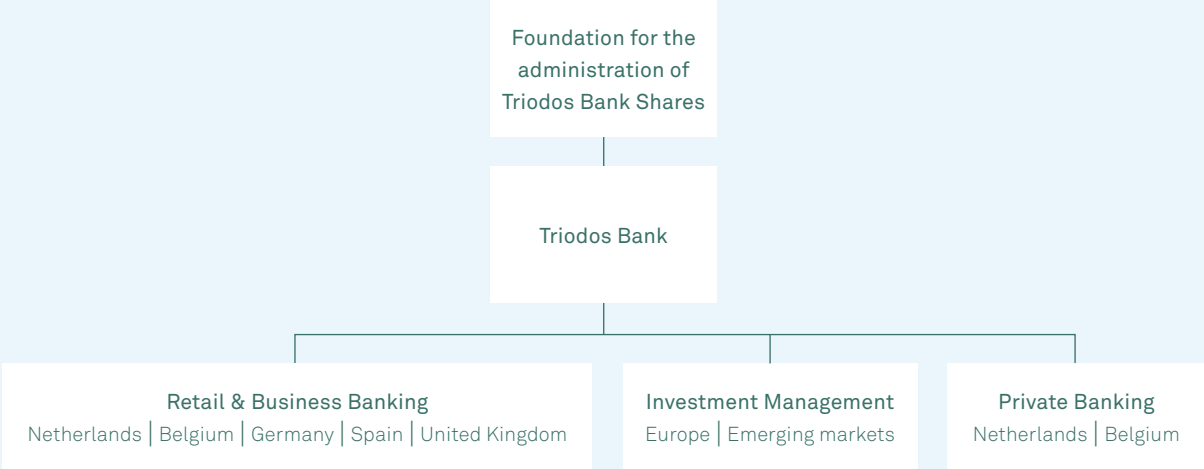 Foundation for the
administration of
Triodos Bank Shares
Triodos Bank
Retail & Business Banking
Netherlands | Belgium | Germany | Spain | United Kingdom
Investment Management
Europe | Emerging markets
Private Banking
Netherlands | Belgium